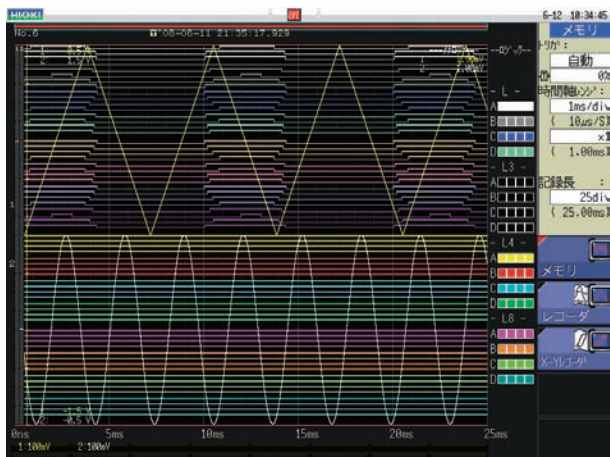 HIOKI
6-12 10:34:45
No.6
'08-06-11 21:35:17.929
メモリ
トリガ:
自動
0%
時間軸レンジ:
1ms/div
( 10µs/S)
( 1.00ms)
記録長 :
25div
( 25.00ms)
--ロジック--
- L -
A
B
C
D
- L3 -
A
B
C
D
- L4 -
A
B
C
D
- L8 -
A
B
C
D
メモリ
レコーダ
X-Yレコーダ
0ns
5ms
10ms
15ms
20ms
25ms
1:100mV
2:100mV